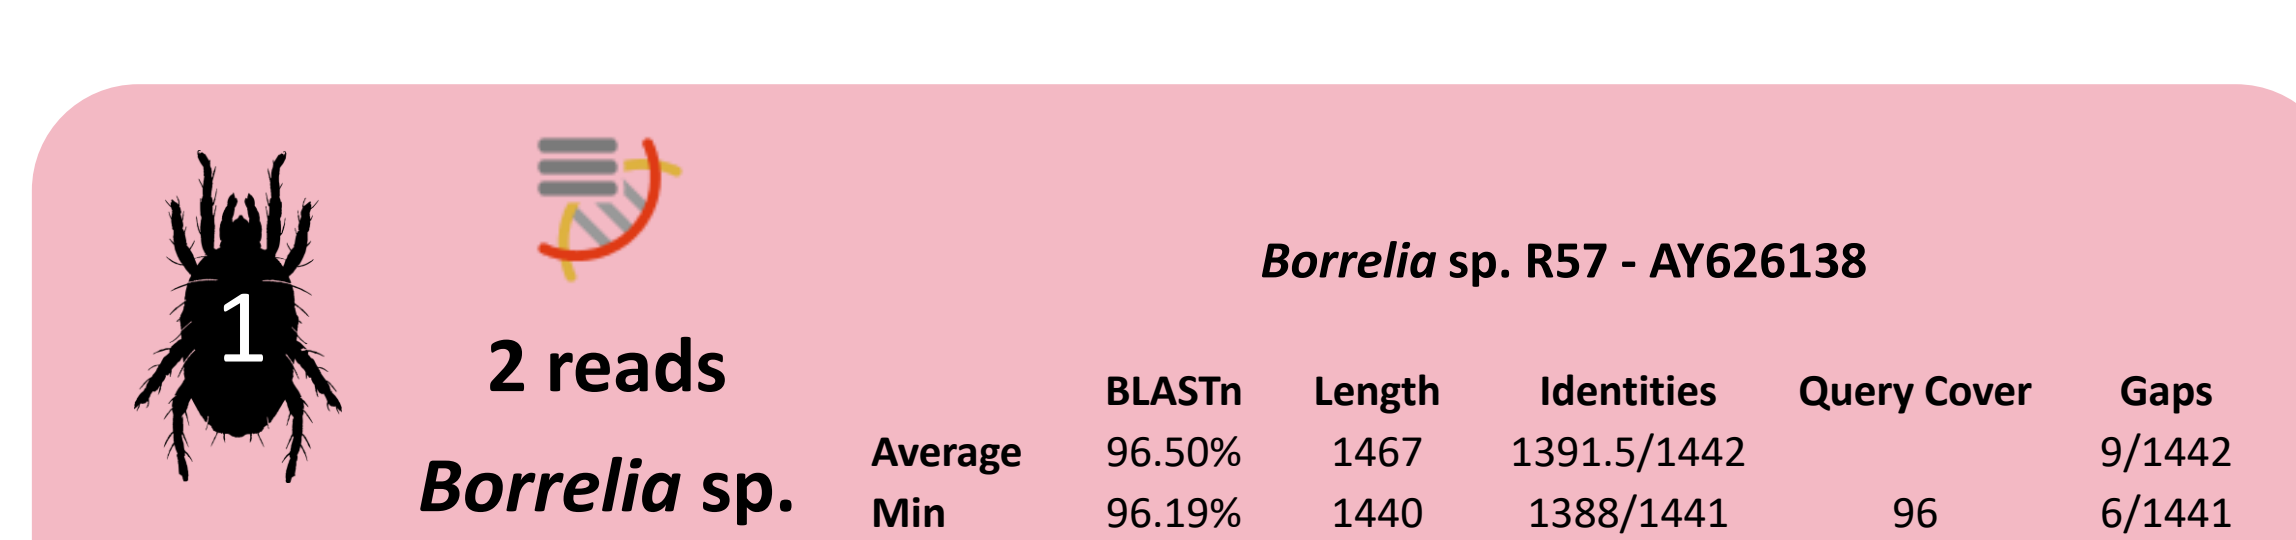 1
2 reads
Borrelia sp.
Borrelia sp. R57 - AY626138
BLASTn Length Identities Query Cover Gaps
Average 96.50% 1467 1391.5/1442 9/1442
Min 96.19% 1440 1388/1441 96 6/1441